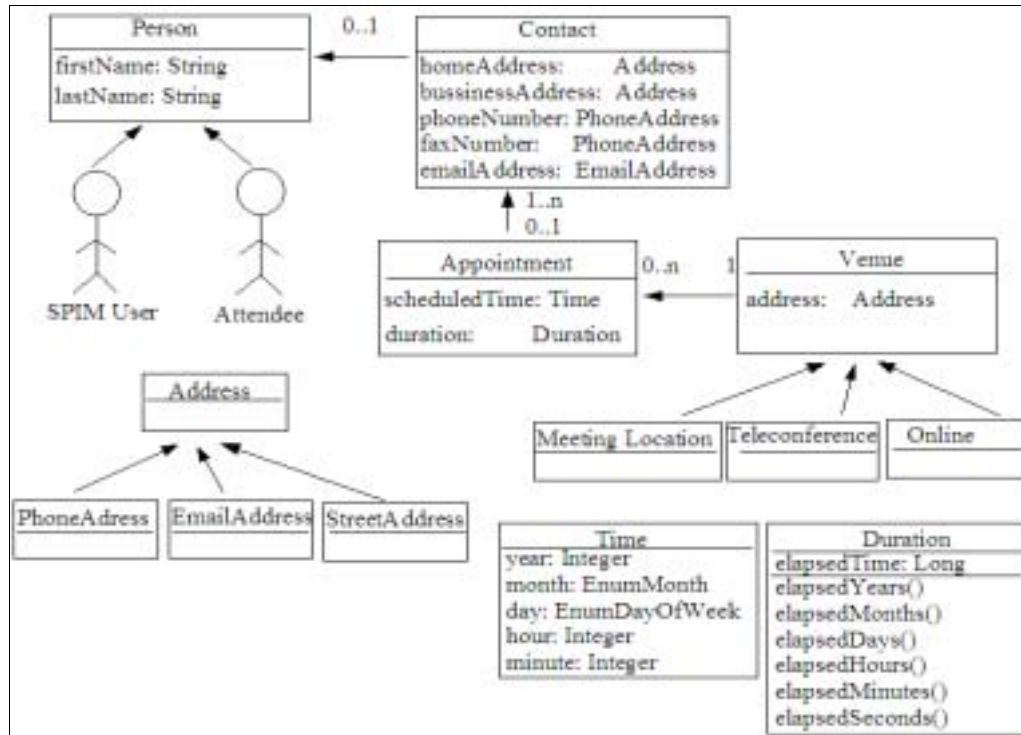 Person
firstName: String
lastName: String
0..1
Contact
homeAddress: Address
bussinessAddress: Address
phoneNumber: PhoneAddress
faxNumber: PhoneAddress
emailAddress: EmailAddress
1..n
0..1
SPIM User
Attendee
Appointment
scheduledTime: Time
duration: Duration
0..n
1
Venue
address: Address
Address
PhoneAdress
EmailAddress
StreetAddress
Meeting Location
Teleconference
Online
Time
year: Integer
month: EnumMonth
day: EnumDayOfWeek
hour: Integer
minute: Integer
Duration
elapsedTime: Long
elapsedYears()
elapsedMonths()
elapsedDays()
elapsedHours()
elapsedMinutes()
elapsedSeconds()